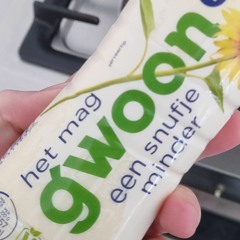 het mag
g'woon
een snufje
minder